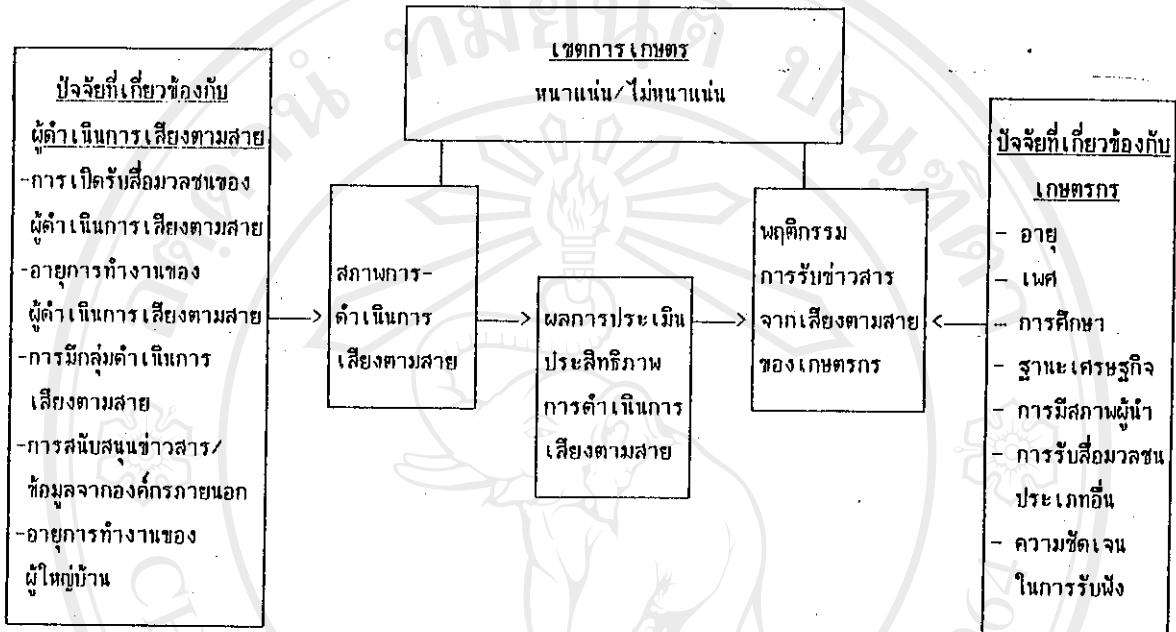 เขตการเกษตร
หนาแน่น/ไม่หนาแน่น
ปัจจัยที่เกี่ยวข้องกับ
ผู้ดำเนินการเสียงตามสาย
-การเปิดรับสื่อมวลชนของ
ผู้ดำเนินการเสียงตามสาย
-อายุการทำงานของ
ผู้ดำเนินการเสียงตามสาย
-การมีกลุ่มดำเนินการ
เสียงตามสาย
-การสนับสนุนข่าวสาร/
ข้อมูลจากองค์กรภายนอก
-อายุการทำงานของ
ผู้ใหญ่บ้าน
สภาพการ-
ดำเนินการ
เสียงตามสาย
ผลการประเมิน
ประสิทธิภาพ
การดำเนินการ
เสียงตามสาย
พฤติกรรม
การรับข่าวสาร
จากเสียงตามสาย
ของเกษตรกร
ปัจจัยที่เกี่ยวข้องกับ
เกษตรกร
- อายุ
- เพศ
- การศึกษา
- ฐานะเศรษฐกิจ
- การมีสภาพผู้นำ
- การรับสื่อมวลชน
ประเภทอื่น
- ความชัดเจน
ในการรับฟัง